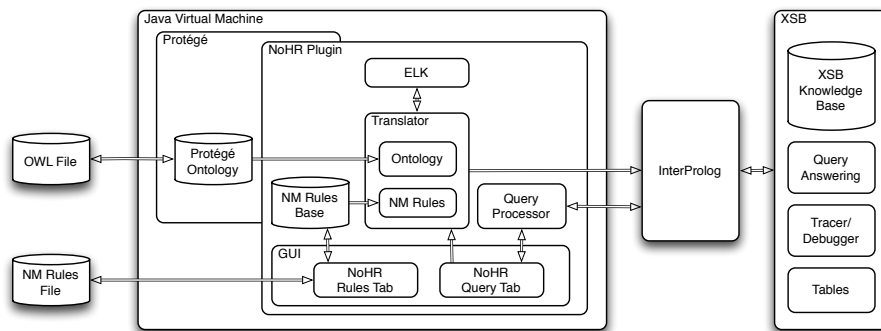 Java Virtual Machine
Protégé
NoHR Plugin
ELK
Translator
Ontology
NM Rules
OWL File
Protégé
Ontology
NM Rules
Base
Query
Processor
GUI
NoHR
Rules Tab
NoHR
Query Tab
NM Rules
File
InterProlog
XSB
XSB
Knowledge
Base
Query
Answering
Tracer/
Debugger
Tables